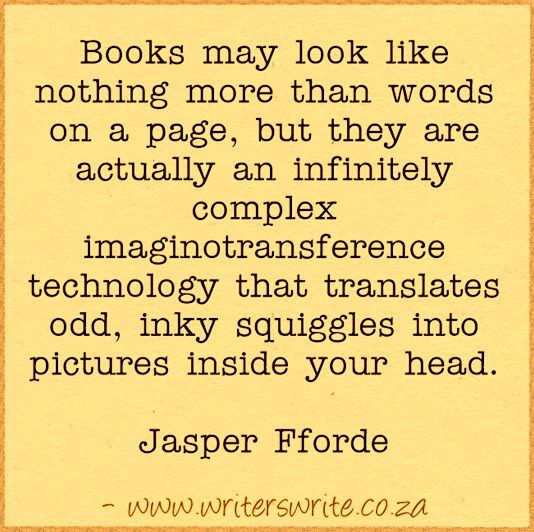 Books may look like
nothing more than words
on a page, but they are
actually an infinitely
complex
imaginotransference
technology that translates
odd, inky squiggles into
pictures inside your head.
Jasper Fforde
- www.writerswrite.co.za